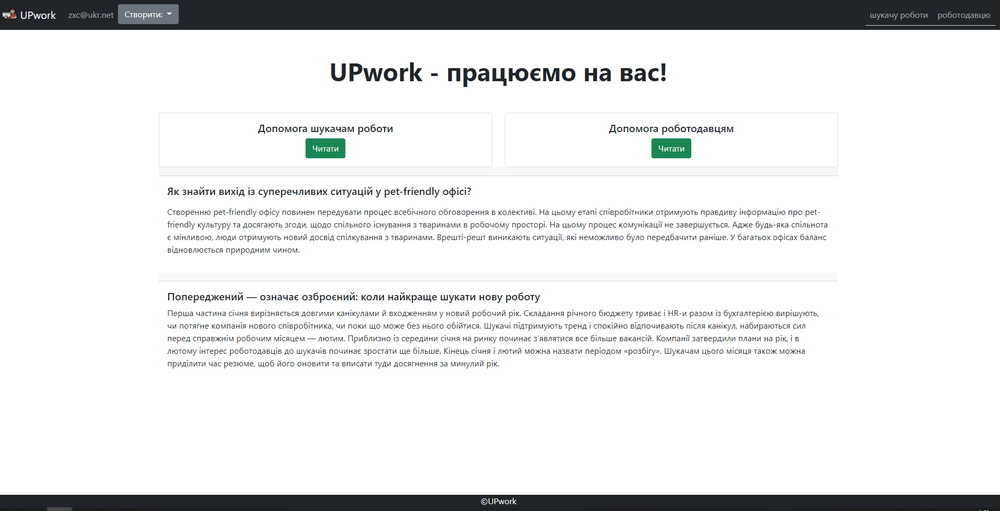 UPwork zxc@ukr.net Створити: шукачу роботи роботодавцю
UPwork - працюємо на вас!
Допомога шукачам роботи
Читати
Допомога роботодавцям
Читати
Як знайти вихід із суперечливих ситуацій у pet-friendly офісі?
Створенню pet-friendly офісу повинен передувати процес всебічного обговорення в колективі. На цьому етапі співробітники отримують правдиву інформацію про pet-
friendly культуру та досягають згоди, щодо спільного існування з тваринами в робочому просторі. На цьому процес комунікації не завершується. Адже будь-яка спільнота
є мінливою, люди отримують новий досвід спілкування з тваринами. Врешті-решт виникають ситуації, які неможливо було передбачити раніше. У багатьох офісах баланс
відновлюється природним чином.
Попереджений — означає озброєний: коли найкраще шукати нову роботу
Перша частина січня вирізняється довгими канікулами й входженням у новий робочий рік. Складання річного бюджету триває і HR-и разом із бухгалтерією вирішують,
чи потягне компанія нового співробітника, чи поки що може без нього обійтися. Шукачі підтримують тренд і спокійно відпочивають після канікул, набираються сил
перед справжнім робочим місяцем — лютим. Приблизно із середини січня на ринку починає з’являтися все більше вакансій. Компанії затвердили плани на рік, і в
лютому інтерес роботодавців до шукачів починає зростати ще більше. Кінець січня і лютий можна назвати періодом «розбігу». Шукачам цього місяця також можна
приділити час резюме, щоб його оновити та вписати туди досягнення за минулий рік.
©UPwork